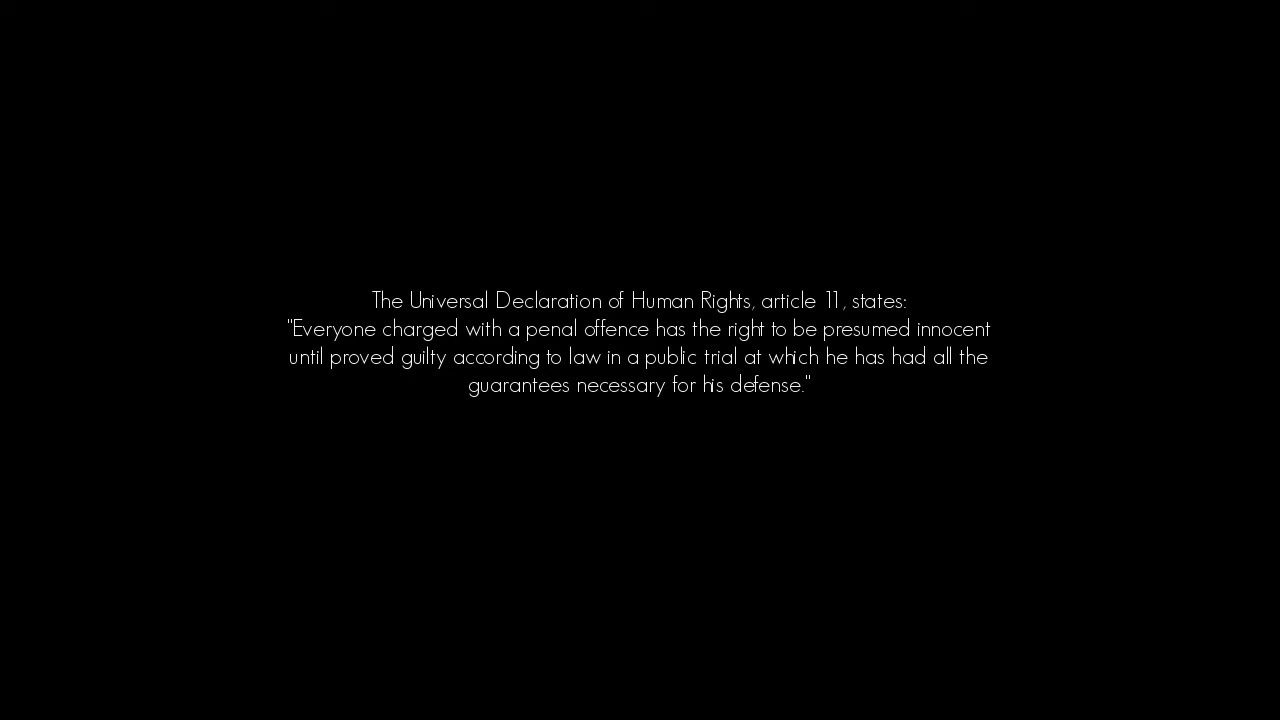 The Universal Declaration of Human Rights, article 11, states:
"Everyone charged with a penal offence has the right to be presumed innocent
until proved guilty according to law in a public trial at which he has had all the
guarantees necessary for his defense."